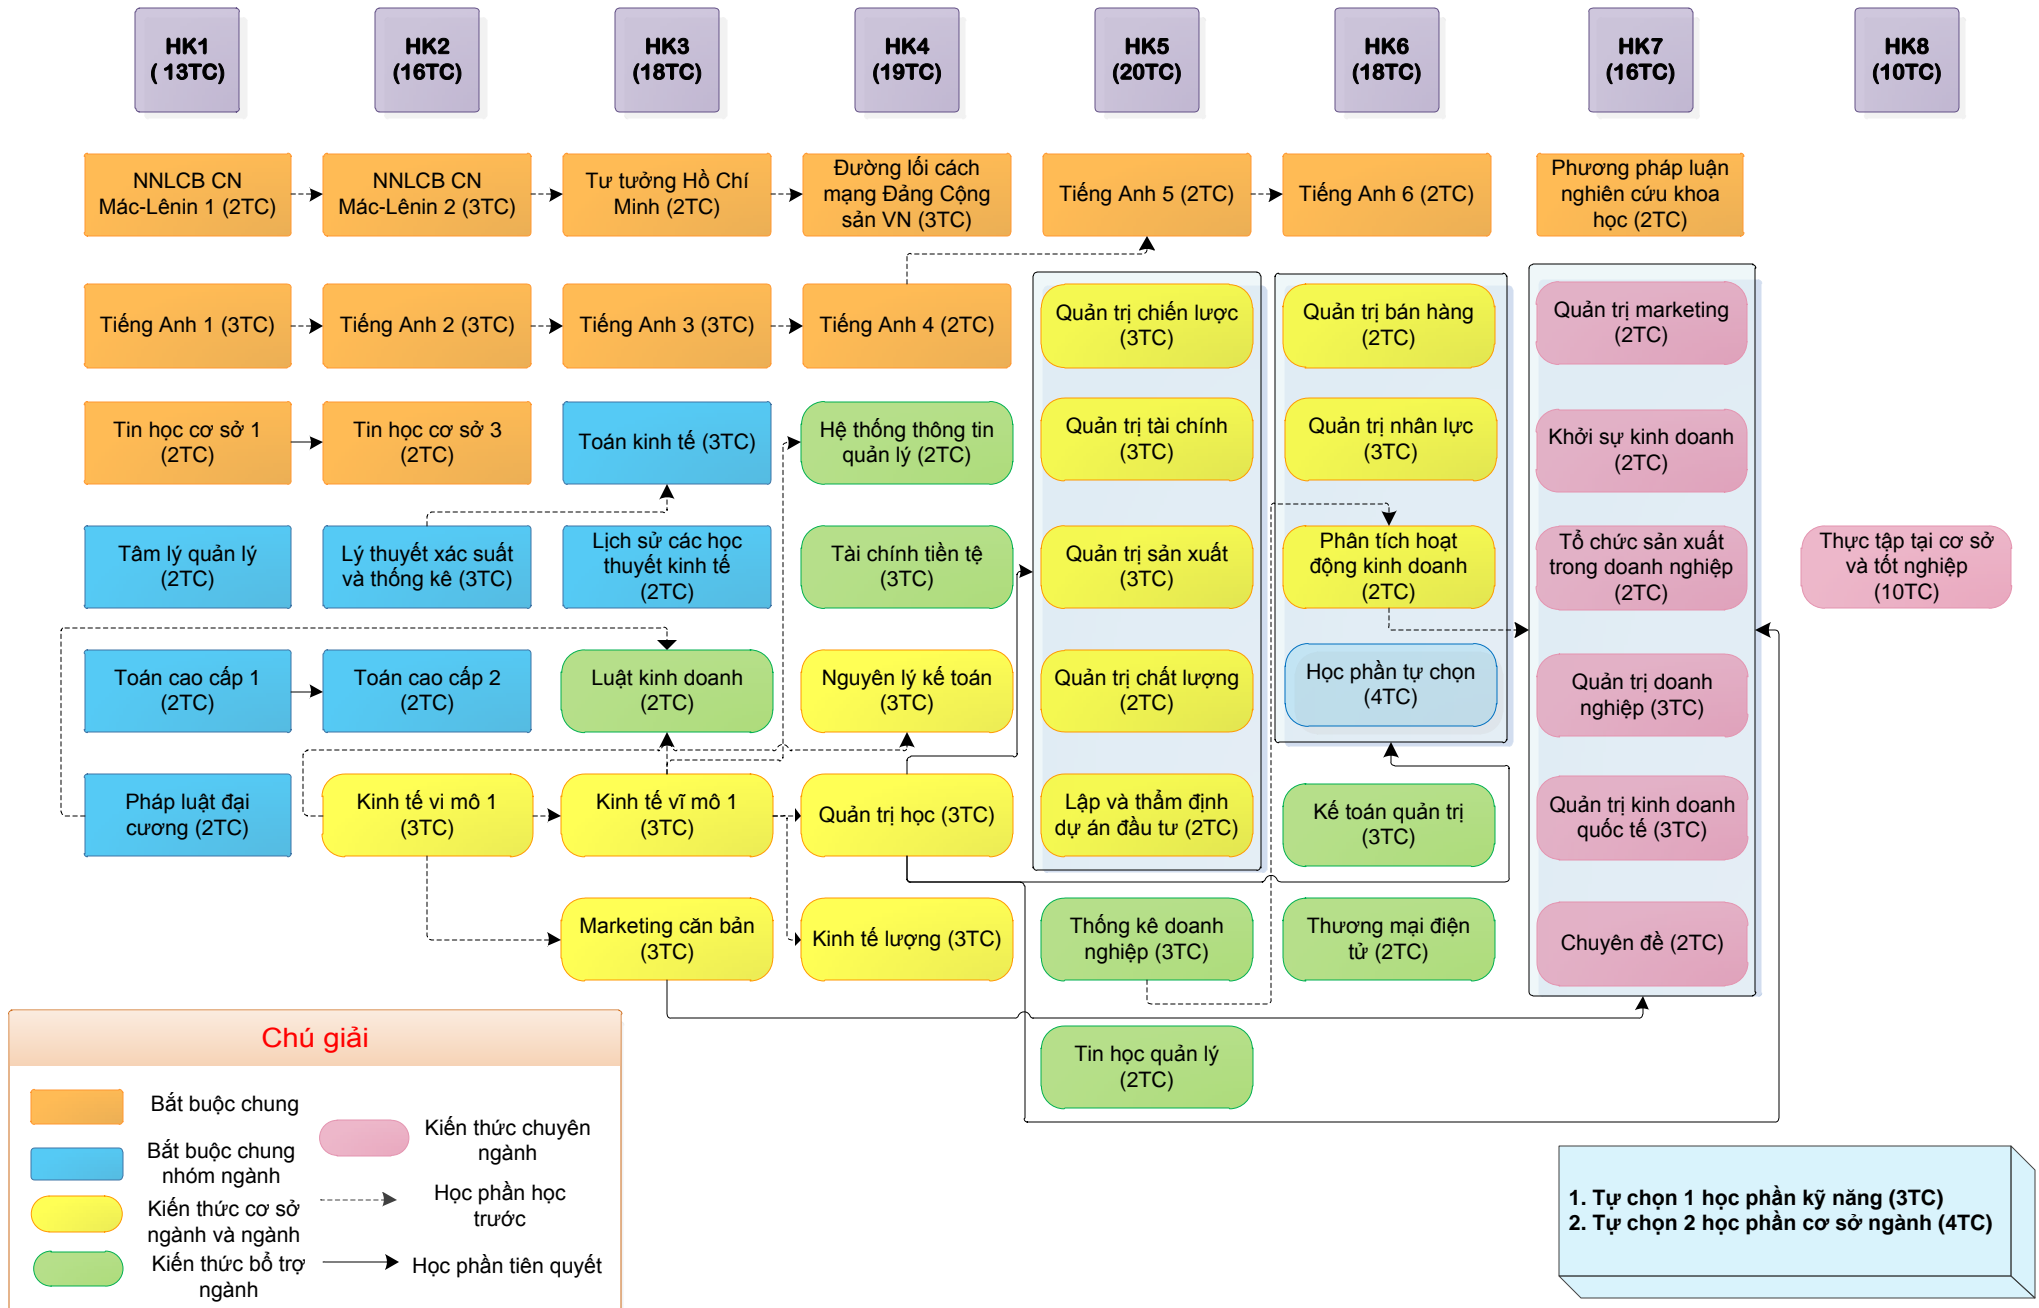 HK1
( 13TC)
HK2
(16TC)
HK3
(18TC)
HK4
(19TC)
HK5
(20TC)
HK6
(18TC)
HK7
(16TC)
HK8
(10TC)
NNLCB CN
Mác-Lênin 1 (2TC)
NNLCB CN
Mác-Lênin 2 (3TC)
Tư tưởng Hồ Chí
Minh (2TC)
Đường lối cách
mạng Đảng Cộng
sản VN (3TC)
Tiếng Anh 5 (2TC)
Tiếng Anh 6 (2TC)
Phương pháp luận
nghiên cứu khoa
học (2TC)
Tiếng Anh 1 (3TC)
Tiếng Anh 2 (3TC)
Tiếng Anh 3 (3TC)
Tiếng Anh 4 (2TC)
Quản trị chiến lược
(3TC)
Quản trị bán hàng
(2TC)
Quản trị marketing
(2TC)
Tin học cơ sở 1
(2TC)
Tin học cơ sở 3
(2TC)
Toán kinh tế (3TC)
Hệ thống thông tin
quản lý (2TC)
Quản trị tài chính
(3TC)
Quản trị nhân lực
(3TC)
Khởi sự kinh doanh
(2TC)
Tâm lý quản lý
(2TC)
Lý thuyết xác suất
và thống kê (3TC)
Lịch sử các học
thuyết kinh tế
(2TC)
Tài chính tiền tệ
(3TC)
Quản trị sản xuất
(3TC)
Phân tích hoạt
động kinh doanh
(2TC)
Tổ chức sản xuất
trong doanh nghiệp
(2TC)
Thực tập tại cơ sở
và tốt nghiệp
(10TC)
Toán cao cấp 1
(2TC)
Toán cao cấp 2
(2TC)
Luật kinh doanh
(2TC)
Nguyên lý kế toán
(3TC)
Quản trị chất lượng
(2TC)
Học phần tự chọn
(4TC)
Quản trị doanh
nghiệp (3TC)
Pháp luật đại
cương (2TC)
Kinh tế vi mô 1
(3TC)
Kinh tế vĩ mô 1
(3TC)
Quản trị học (3TC)
Lập và thẩm định
dự án đầu tư (2TC)
Kế toán quản trị
(3TC)
Quản trị kinh doanh
quốc tế (3TC)
Marketing căn bản
(3TC)
Kinh tế lượng (3TC)
Thống kê doanh
nghiệp (3TC)
Thương mại điện
tử (2TC)
Chuyên đề (2TC)
Tin học quản lý
(2TC)
Chú giải
Bắt buộc chung
Bắt buộc chung
nhóm ngành
Kiến thức cơ sở
ngành và ngành
Kiến thức bổ trợ
ngành
Kiến thức chuyên
ngành
Học phần học
trước
Học phần tiên quyết
1. Tự chọn 1 học phần kỹ năng (3TC)
2. Tự chọn 2 học phần cơ sở ngành (4TC)